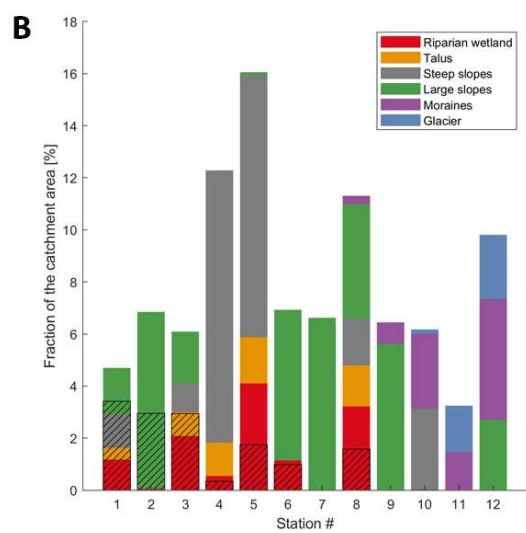 B
18
16
14
12
10
8
6
4
2
0
Fraction of the catchment area [%]
Riparian wetland
Talus
Steep slopes
Large slopes
Moraines
Glacier
1 2 3 4 5 6 7 8 9 10 11 12
Station #